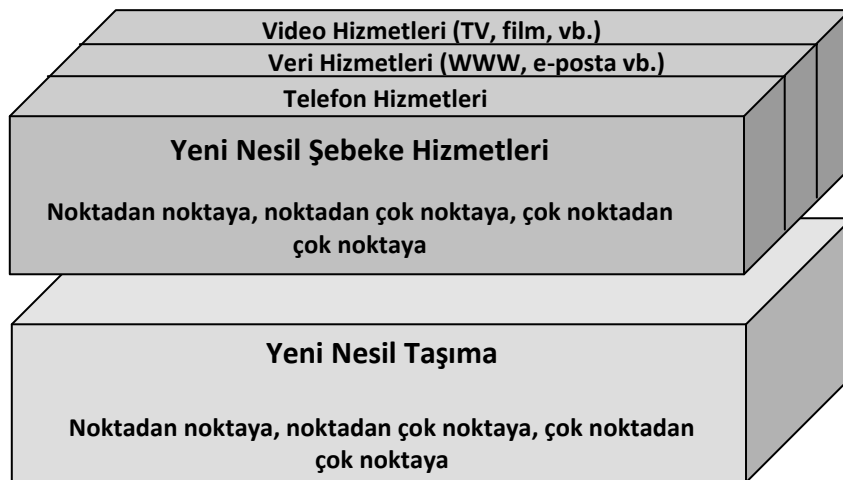 Video Hizmetleri (TV, film, vb.)
Veri Hizmetleri (WWW, e-posta vb.)
Telefon Hizmetleri
Yeni Nesil Şebeke Hizmetleri
Noktadan noktaya, noktadan çok noktaya, çok noktadan
çok noktaya
Yeni Nesil Taşıma
Noktadan noktaya, noktadan çok noktaya, çok noktadan
çok noktaya